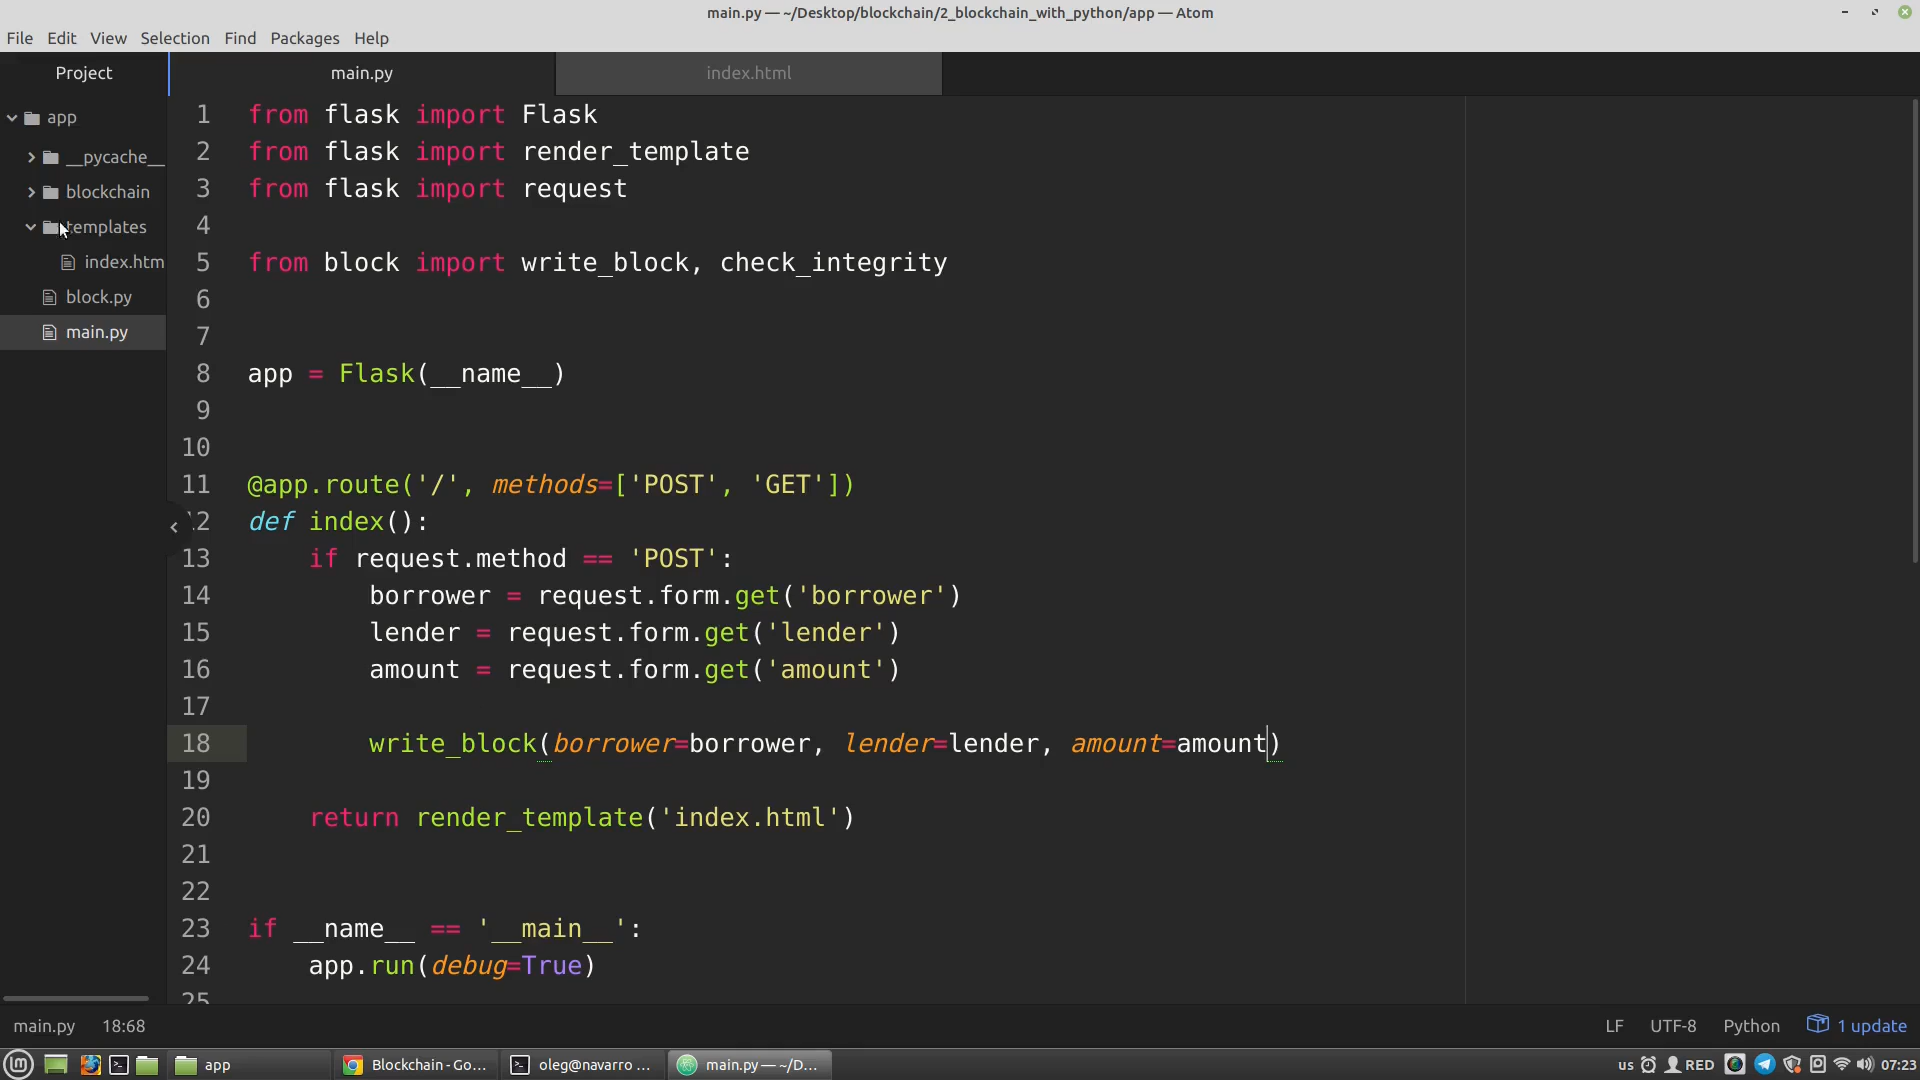 main.py — ~/Desktop/blockchain/2_blockchain_with_python/app — Atom
File Edit View Selection Find Packages Help
Project
main.py
index.html
app
__pycache__
blockchain
templates
index.htm
block.py
main.py
1 from flask import Flask
2 from flask import render_template
3 from flask import request
4
5 from block import write_block, check_integrity
6
7
8 app = Flask(__name__)
9
10
11 @app.route('/', methods=['POST', 'GET'])
12 def index():
13 if request.method == 'POST':
14 borrower = request.form.get('borrower')
15 lender = request.form.get('lender')
16 amount = request.form.get('amount')
17
18 write_block(borrower=borrower, lender=lender, amount=amount)
19
20 return render_template('index.html')
21
22
23 if __name__ == '__main__':
24 app.run(debug=True)
25
main.py 18:68
LF UTF-8 Python 1 update
app
Blockchain - Go...
oleg@navarro ...
main.py — ~/D...
us
RED
07:23